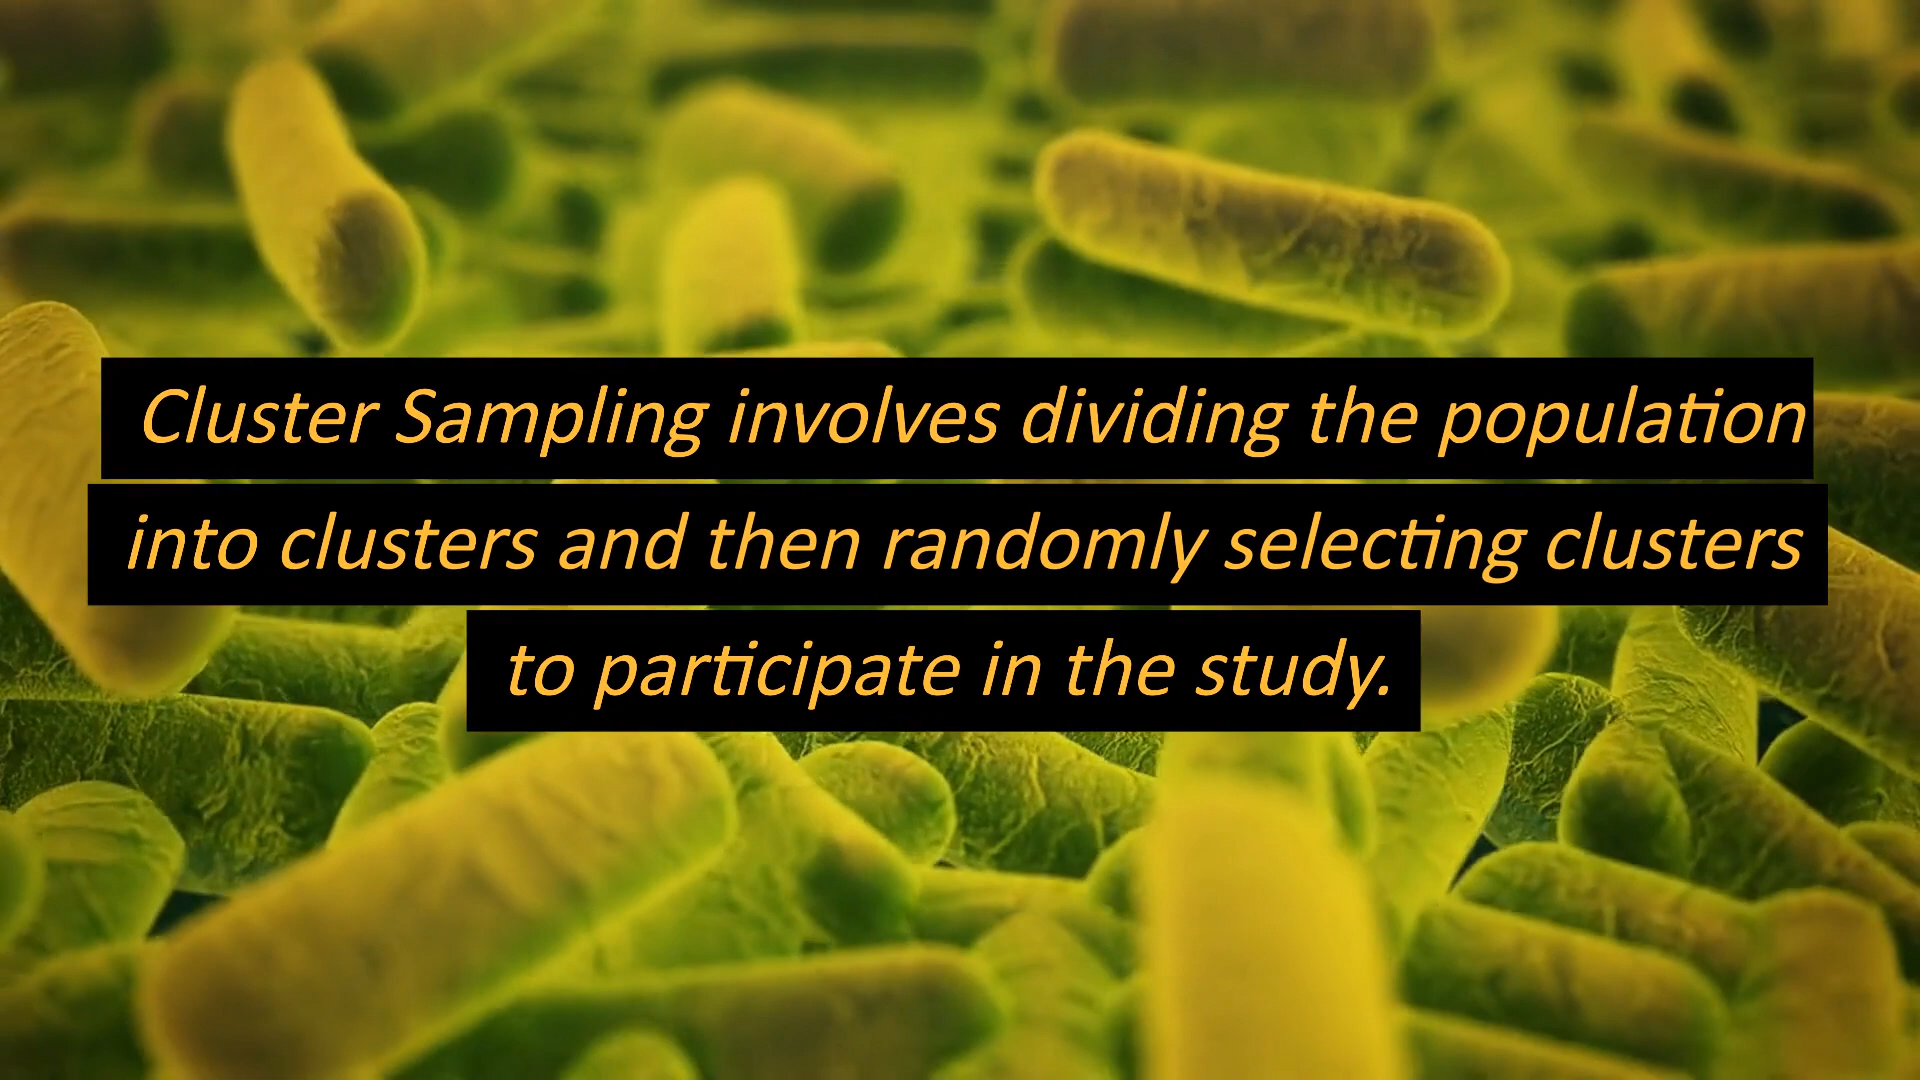 Cluster Sampling involves dividing the population
into clusters and then randomly selecting clusters
to participate in the study.